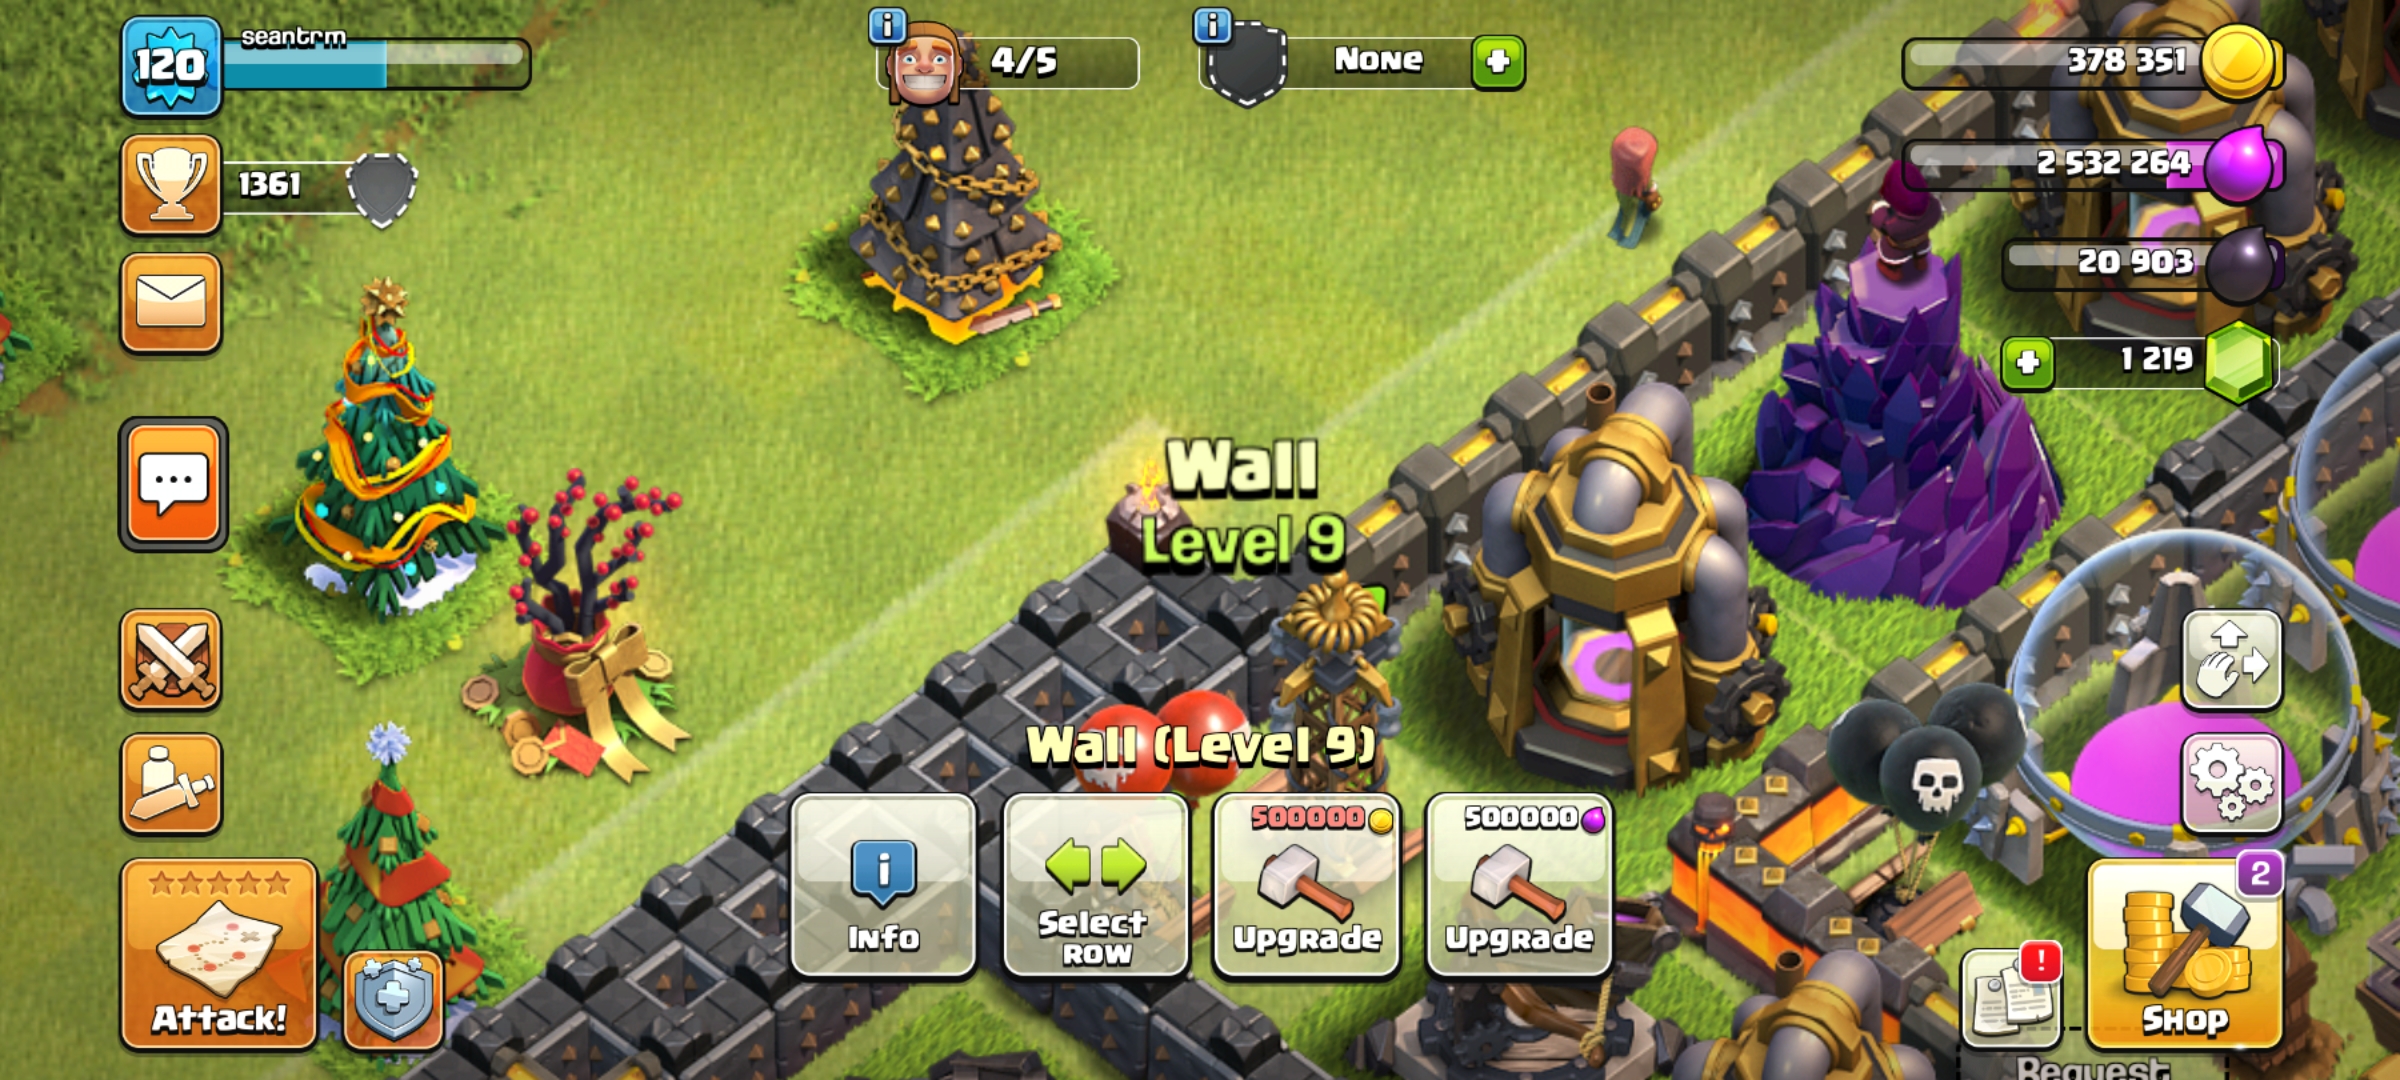 120
seantrm
4/5
None
378 351
1361
2 532 264
20 903
1 219
Wall
Level 9
Wall (Level 9)
Info
Select
Row
500000
Upgrade
500000
Upgrade
Attack!
2
!
Shop
Request